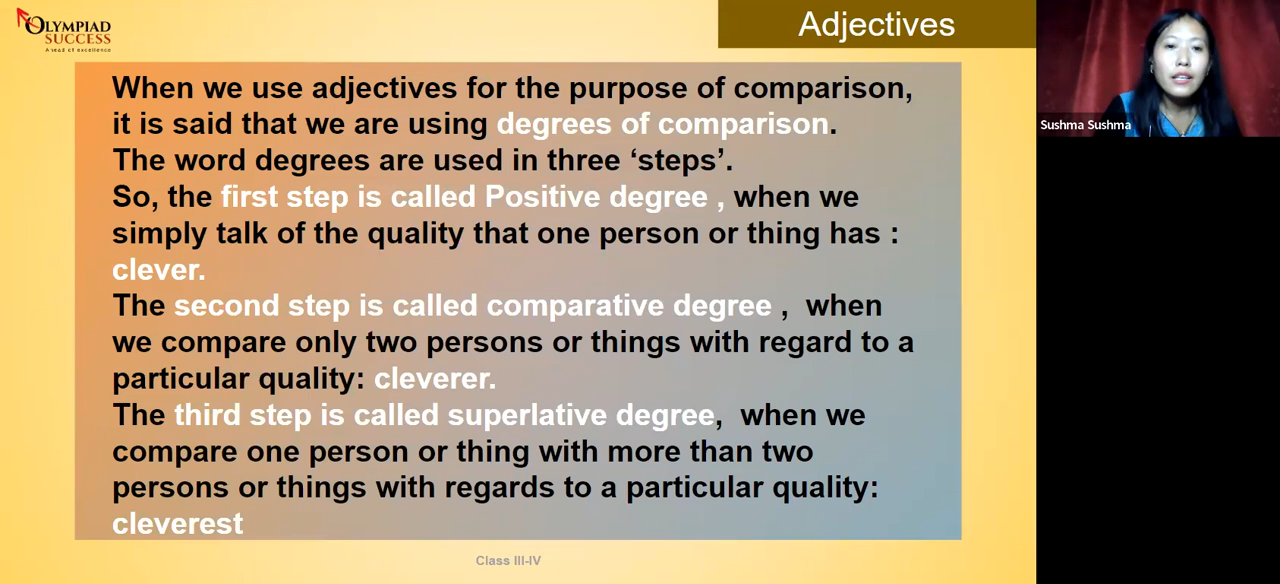 OLYMPIAD
SUCCESS
A head of excellence
Adjectives
Sushma Sushma
When we use adjectives for the purpose of comparison,
it is said that we are using degrees of comparison.
The word degrees are used in three ‘steps’.
So, the first step is called Positive degree , when we
simply talk of the quality that one person or thing has :
clever.
The second step is called comparative degree , when
we compare only two persons or things with regard to a
particular quality: cleverer.
The third step is called superlative degree, when we
compare one person or thing with more than two
persons or things with regards to a particular quality:
cleverest
Class III-IV